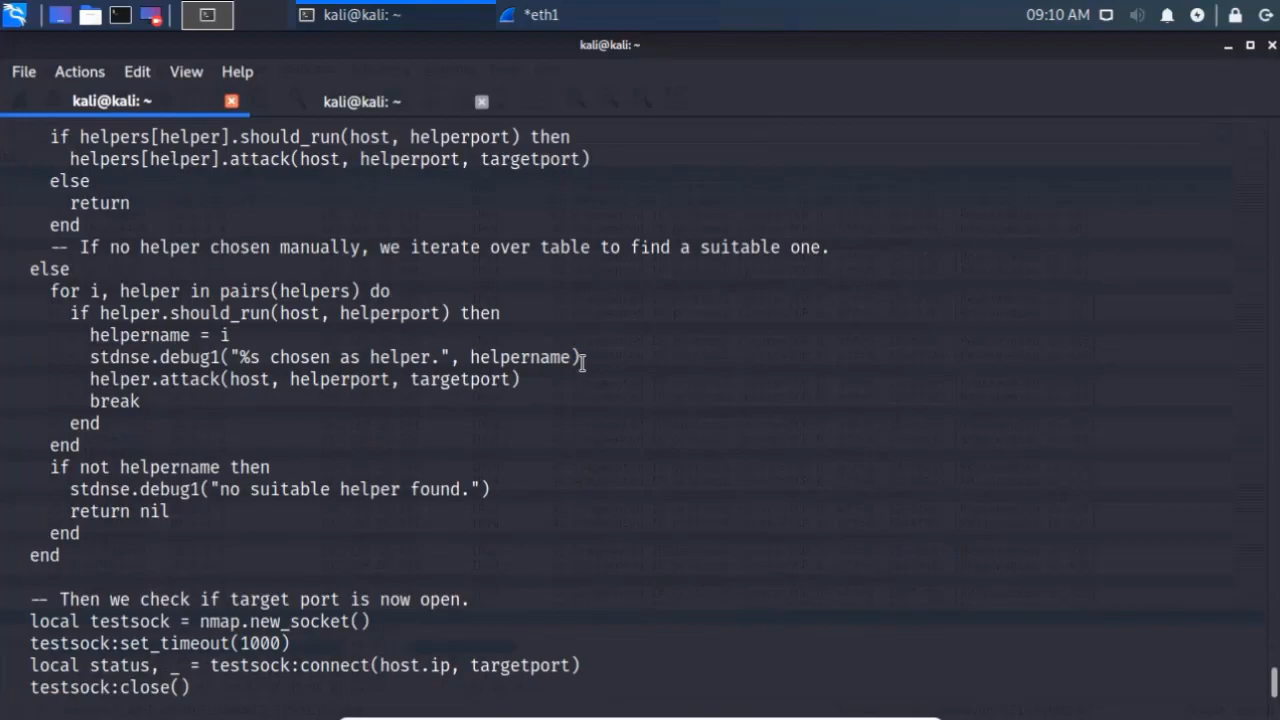 kali@kali: ~
*eth1
09:10 AM
kali@kali: ~
File Actions Edit View Help
kali@kali: ~
kali@kali: ~
if helpers[helper].should_run(host, helperport) then
helpers[helper].attack(host, helperport, targetport)
else
return
end
-- If no helper chosen manually, we iterate over table to find a suitable one.
else
for i, helper in pairs(helpers) do
if helper.should_run(host, helperport) then
helpername = i
stdnse.debug1("%s chosen as helper.", helpername)
helper.attack(host, helperport, targetport)
break
end
end
if not helpername then
stdnse.debug1("no suitable helper found.")
return nil
end
end
-- Then we check if target port is now open.
local testsock = nmap.new_socket()
testsock:set_timeout(1000)
local status, _ = testsock:connect(host.ip, targetport)
testsock:close()